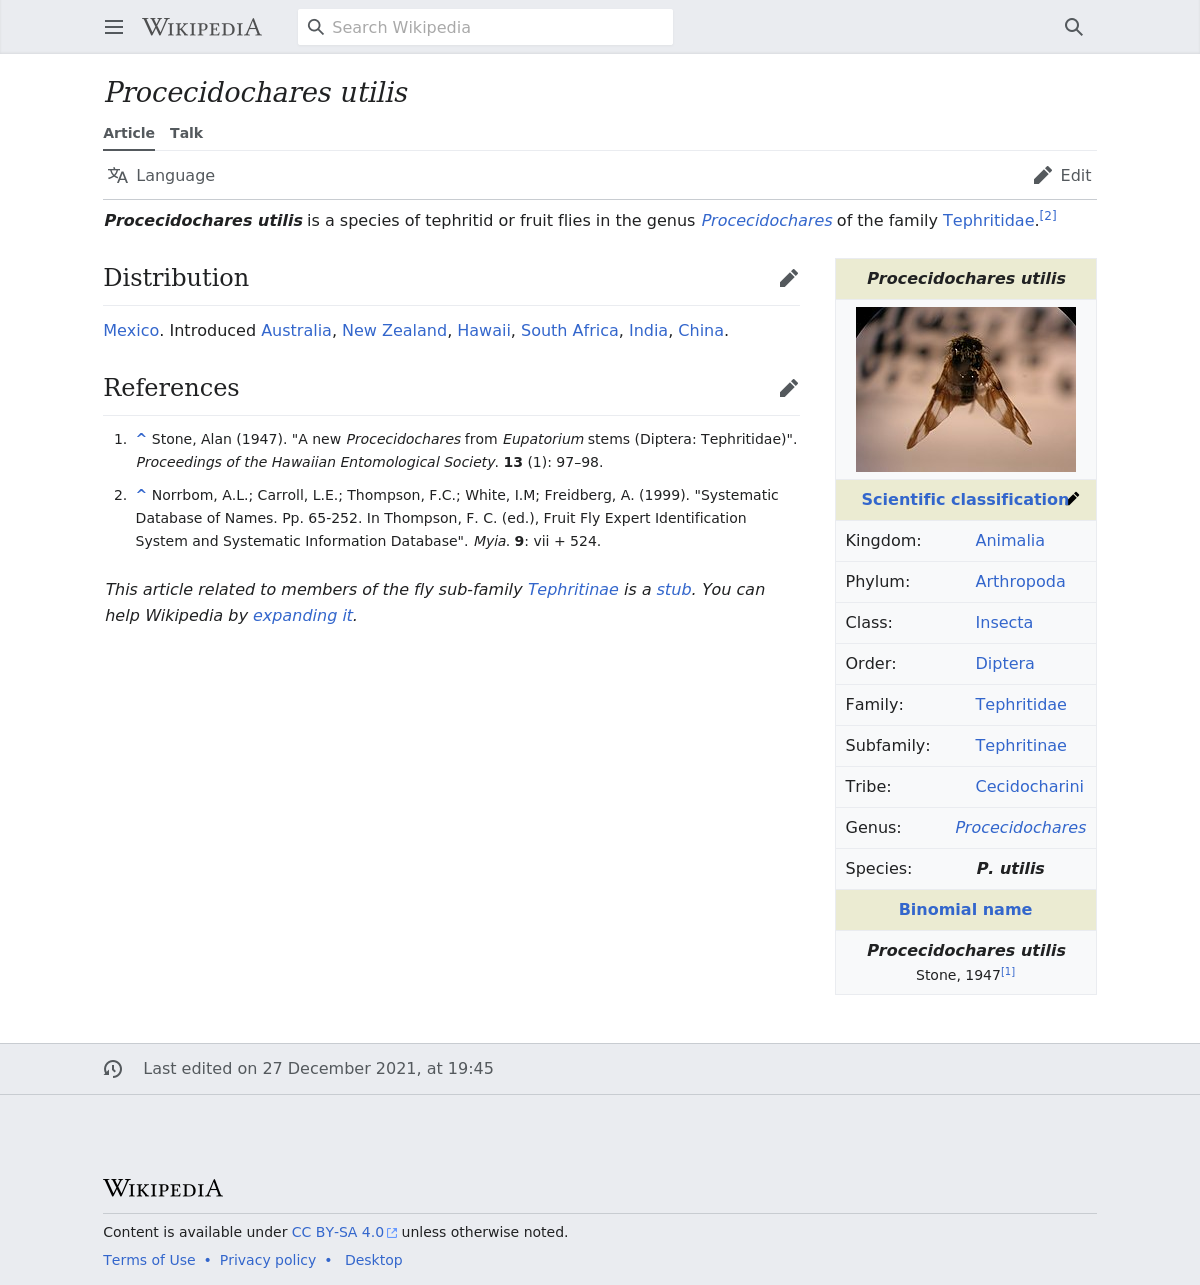 WIKIPEDIA
Search Wikipedia
Procecidochares utilis
Article Talk
Language
Edit
Procecidochares utilis is a species of tephritid or fruit flies in the genus Procecidochares of the family Tephritidae.[2]
Distribution
Mexico. Introduced Australia, New Zealand, Hawaii, South Africa, India, China.
References
1. ^ Stone, Alan (1947). "A new Procecidochares from Eupatorium stems (Diptera: Tephritidae)".
Proceedings of the Hawaiian Entomological Society. 13 (1): 97–98.
2. ^ Norrbom, A.L.; Carroll, L.E.; Thompson, F.C.; White, I.M; Freidberg, A. (1999). "Systematic
Database of Names. Pp. 65-252. In Thompson, F. C. (ed.), Fruit Fly Expert Identification
System and Systematic Information Database". Myia. 9: vii + 524.
This article related to members of the fly sub-family Tephritinae is a stub. You can
help Wikipedia by expanding it.
Procecidochares utilis
Scientific classification
Kingdom: Animalia
Phylum: Arthropoda
Class: Insecta
Order: Diptera
Family: Tephritidae
Subfamily: Tephritinae
Tribe: Cecidocharini
Genus: Procecidochares
Species: P. utilis
Binomial name
Procecidochares utilis
Stone, 1947[1]
Last edited on 27 December 2021, at 19:45
WIKIPEDIA
Content is available under CC BY-SA 4.0 unless otherwise noted.
Terms of Use • Privacy policy • Desktop